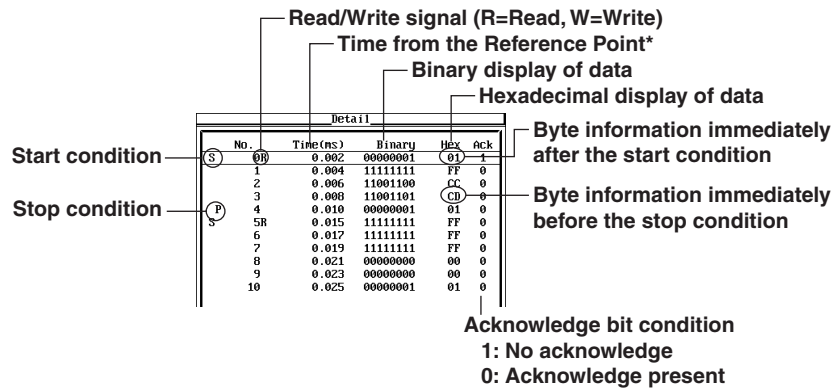 Read/Write signal (R=Read, W=Write)
Time from the Reference Point*
Binary display of data
Hexadecimal display of data
Detail
No. Time(ms) Binary Hex Ack
S 0R 0.002 00000001 01 1
1 0.004 11111111 FF 0
2 0.006 11001100 CC 0
3 0.008 11001101 CD 0
P 4 0.010 00000001 01 0
S 5R 0.015 11111111 FF 0
6 0.017 11111111 FF 0
7 0.019 11111111 FF 0
8 0.021 00000000 00 0
9 0.023 00000000 00 0
10 0.025 00000001 01 0
Start condition
Stop condition
Byte information immediately
after the start condition
Byte information immediately
before the stop condition
Acknowledge bit condition
1: No acknowledge
0: Acknowledge present